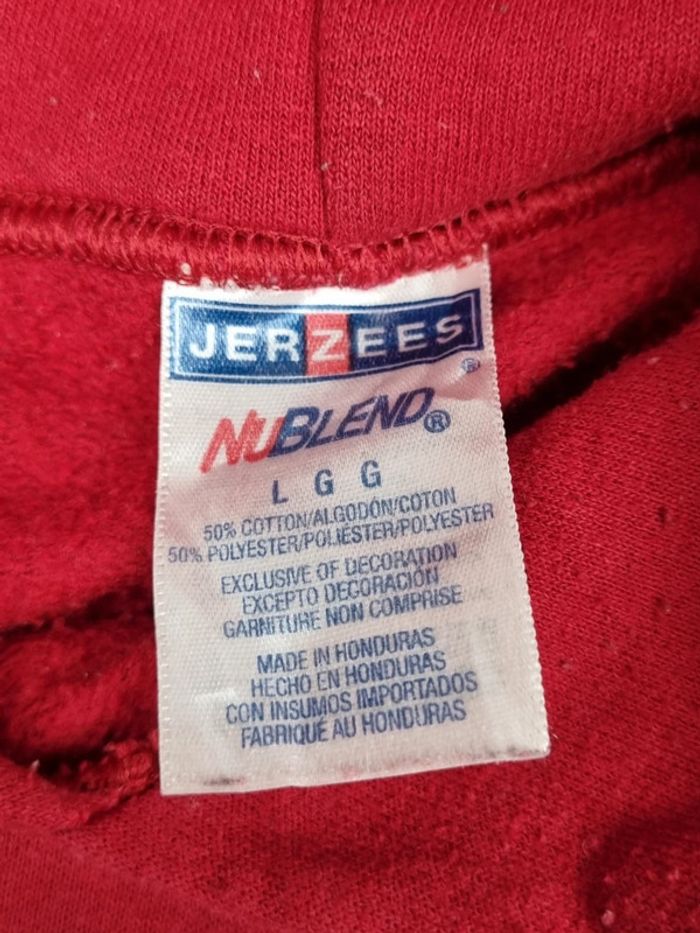 JERZEES
®
NUBLEND®
L G G
50% COTTON/ALGODÓN/COTON
50% POLYESTER/POLIÉSTER/POLYESTER
EXCLUSIVE OF DECORATION
EXCEPTO DECORACIÓN
GARNITURE NON COMPRISE
MADE IN HONDURAS
HECHO EN HONDURAS
CON INSUMOS IMPORTADOS
FABRIQUÉ AU HONDURAS